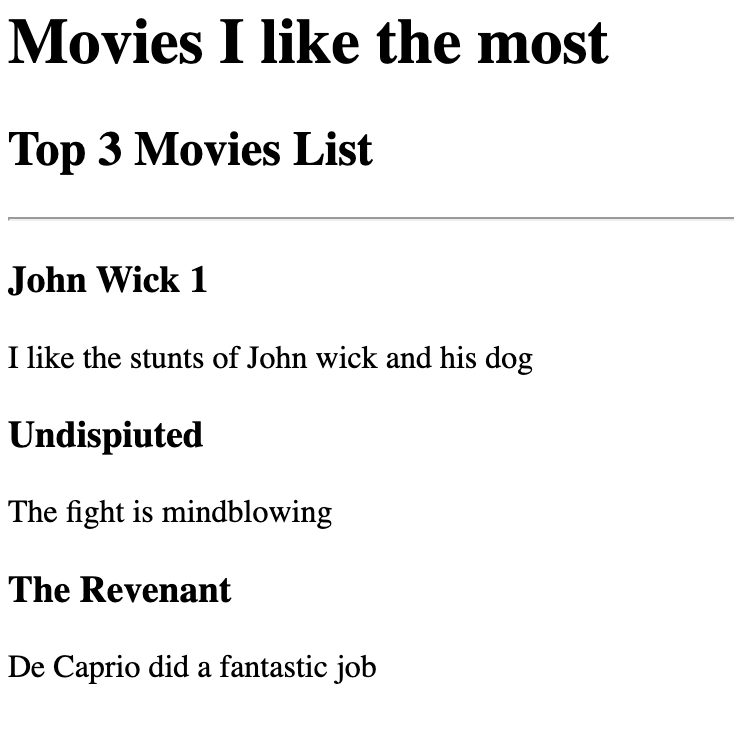 Movies I like the most
Top 3 Movies List
John Wick 1
I like the stunts of John wick and his dog
Undispiuted
The fight is mindblowing
The Revenant
De Caprio did a fantastic job